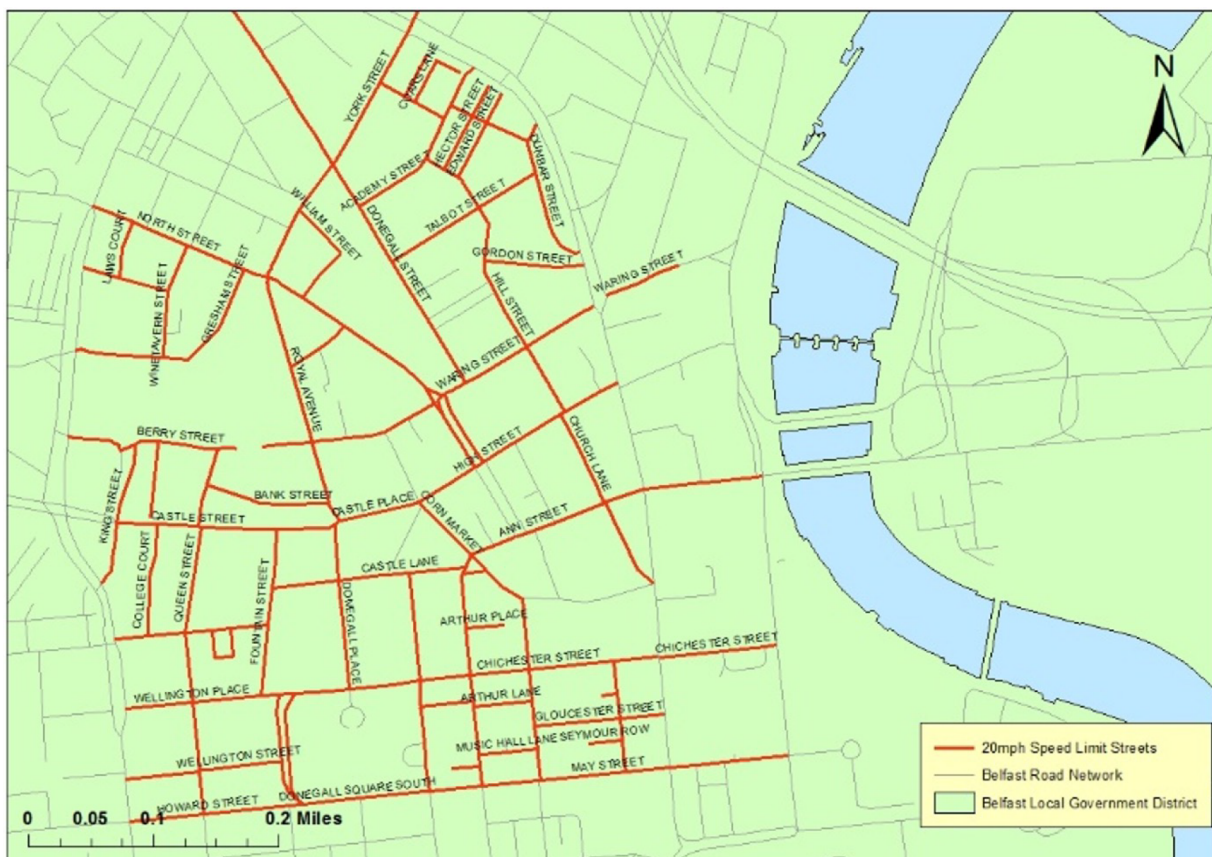 N
YORK STREET
CURRS LANE
HECTOR STREET
EDWARD STREET
ACADEMY STREET
DUNBAR STREET
NORTH STREET
WILLIAM STREET
DONEGALL STREET
TALBOT STREET
LAWS COURT
GORDON STREET
WINETAVERN STREET
GRESHAM STREET
HILL STREET
WARING STREET
ROYAL AVENUE
WARING STREET
BERRY STREET
HIGH STREET
CHURCH LANE
KING STREET
BANK STREET
CASTLE PLACE
CORN MARKET
CASTLE STREET
ANN STREET
COLLEGE COURT
QUEEN STREET
FOUNTAIN STREET
CASTLE LANE
DONEGALL PLACE
ARTHUR PLACE
CHICHESTER STREET
CHICHESTER STREET
WELLINGTON PLACE
ARTHUR LANE
GLOUCESTER STREET
MUSIC HALL LANE
SEYMOUR ROW
WELLINGTON STREET
MAY STREET
DONEGALL SQUARE SOUTH
HOWARD STREET
0 0.05 0.1 0.2 Miles
20mph Speed Limit Streets
Belfast Road Network
Belfast Local Government District